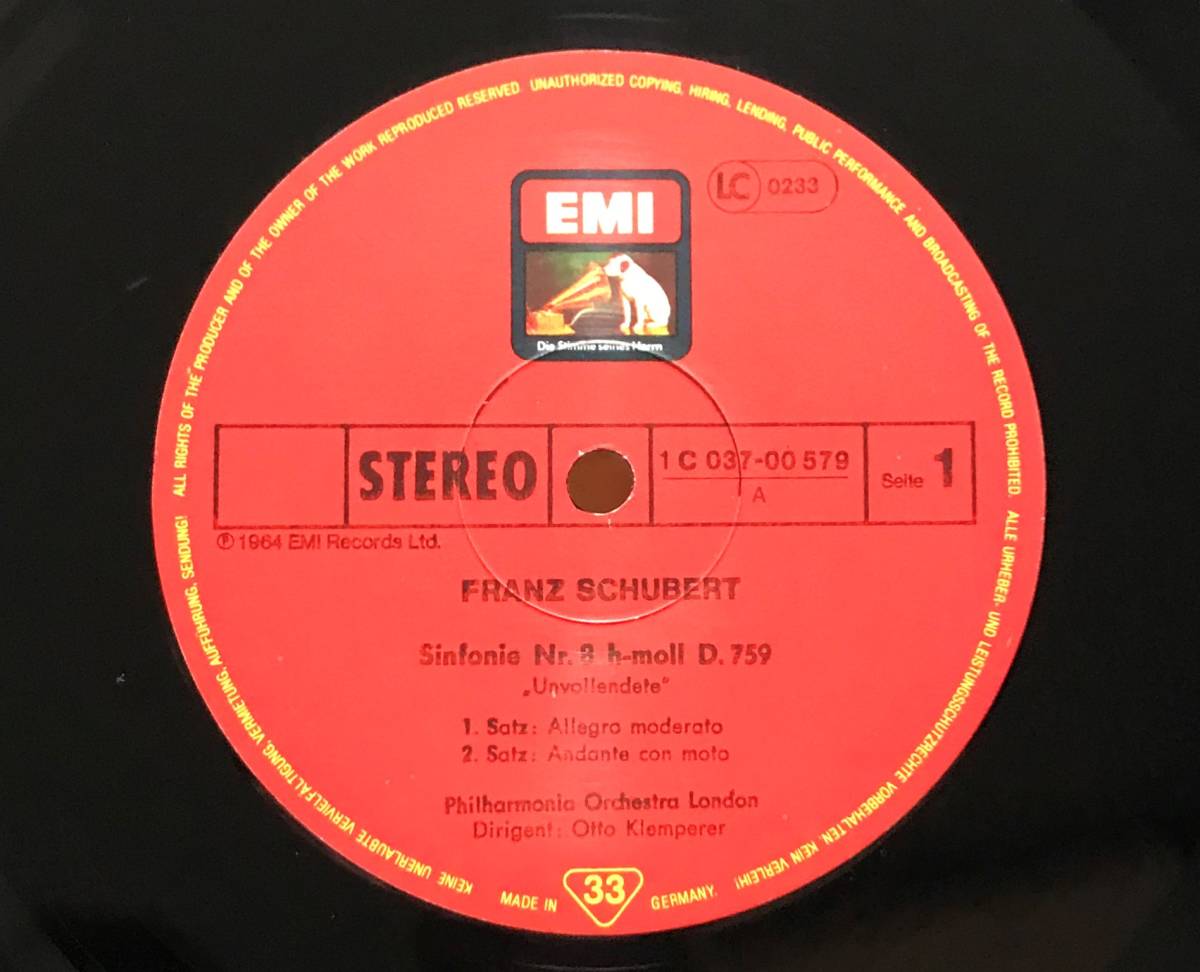 ALL RIGHTS OF THE PRODUCER AND OF THE OWNER OF THE WORK REPRODUCED RESERVED. UNAUTHORIZED COPYING, HIRING, LENDING, PUBLIC PERFORMANCE AND BROADCASTING OF THE RECORD PROHIBITED.
EMI
LC 0233
Die Stimme seines Herrn
STEREO
1 C 037-00 579
A
Seite 1
℗ 1964 EMI Records Ltd.
FRANZ SCHUBERT
Sinfonie Nr. 8 h-moll D. 759
„Unvollendete"
1. Satz: Allegro moderato
2. Satz: Andante con moto
Philharmonia Orchestra London
Dirigent: Otto Klemperer
ALLE URHEBER- UND LEISTUNGSSCHUTZRECHTE VORBEHALTEN. KEIN VERLEIH!
KEINE UNERLAUBTE VERVIELFÄLTIGUNG, VERMIETUNG, AUFFÜHRUNG, SENDUNG!
MADE IN 33 GERMANY.